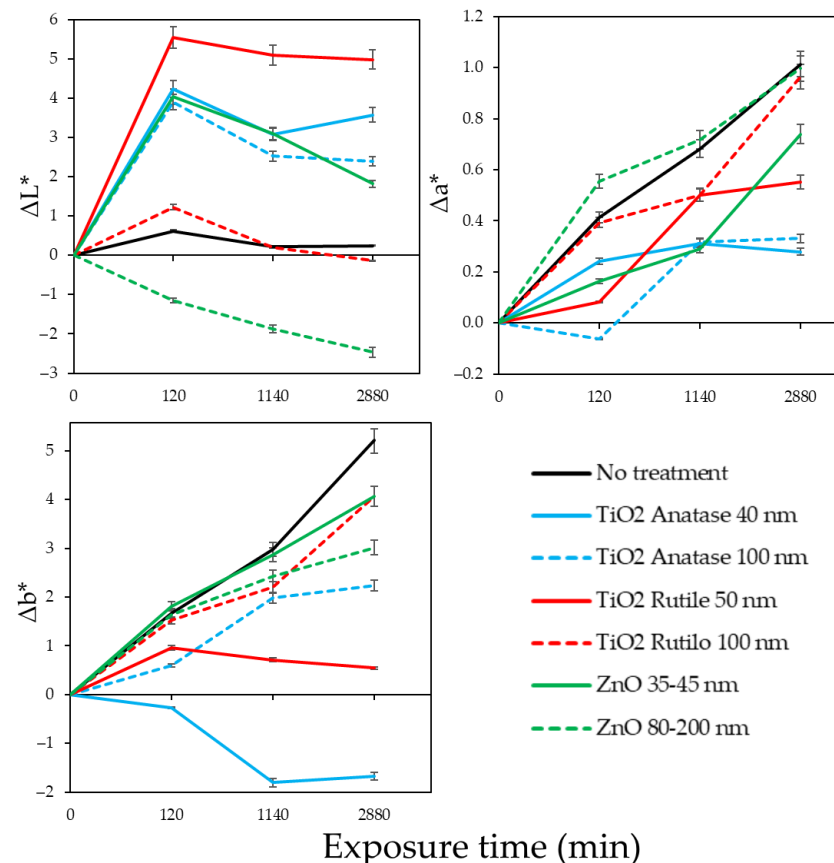 ΔL*
6
5
4
3
2
1
0
−1
−2
−3
0 120 1140 2880
Δa*
1.0
0.8
0.6
0.4
0.2
0.0
−0.2
0 120 1140 2880
Δb*
5
4
3
2
1
0
−1
−2
0 120 1140 2880
No treatment
TiO2 Anatase 40 nm
TiO2 Anatase 100 nm
TiO2 Rutile 50 nm
TiO2 Rutilo 100 nm
ZnO 35-45 nm
ZnO 80-200 nm
Exposure time (min)